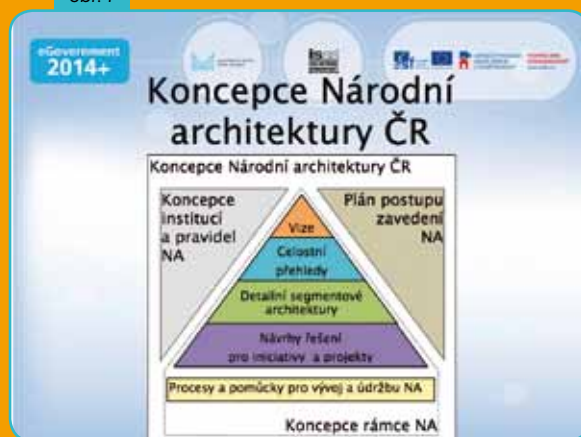 eGovernment
2014+
Koncepce Národní
architektury ČR
Koncepce Národní architektury ČR
Koncepce
institucí
a pravidel
NA
Plán postupu
zavedení
NA
Vize
Celostní
přehledy
Detailní segmentové
architektury
Návrhy řešení
pro iniciativy a projekty
Procesy a pomůcky pro vývoj a údržbu NA
Koncepce rámce NA